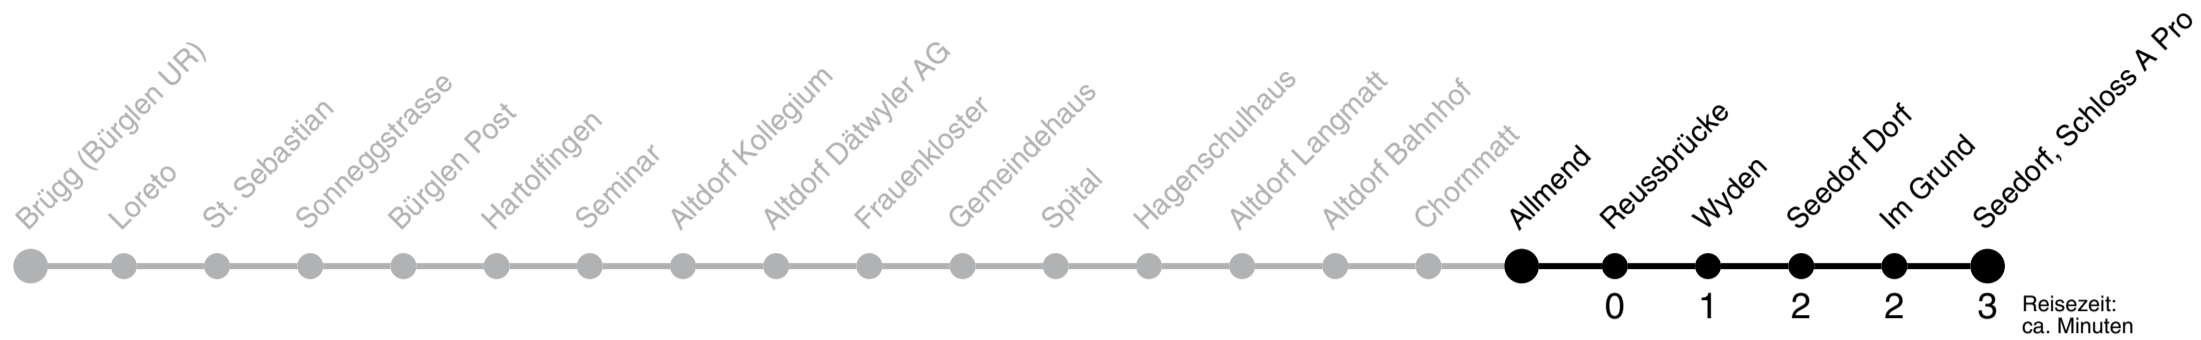 Brügg (Bürglen UR)
Loreto
St. Sebastian
Sonneggstrasse
Bürglen Post
Hartolfingen
Seminar
Altdorf Kollegium
Altdorf Dätwyler AG
Frauenkloster
Gemeindehaus
Spital
Hagenschulhaus
Altdorf Langmatt
Altdorf Bahnhof
Chornmatt
Allmend
Reussbrücke
Wyden
Seedorf Dorf
Im Grund
Seedorf, Schloss A Pro
0 1 2 2 3
Reisezeit:
ca. Minuten